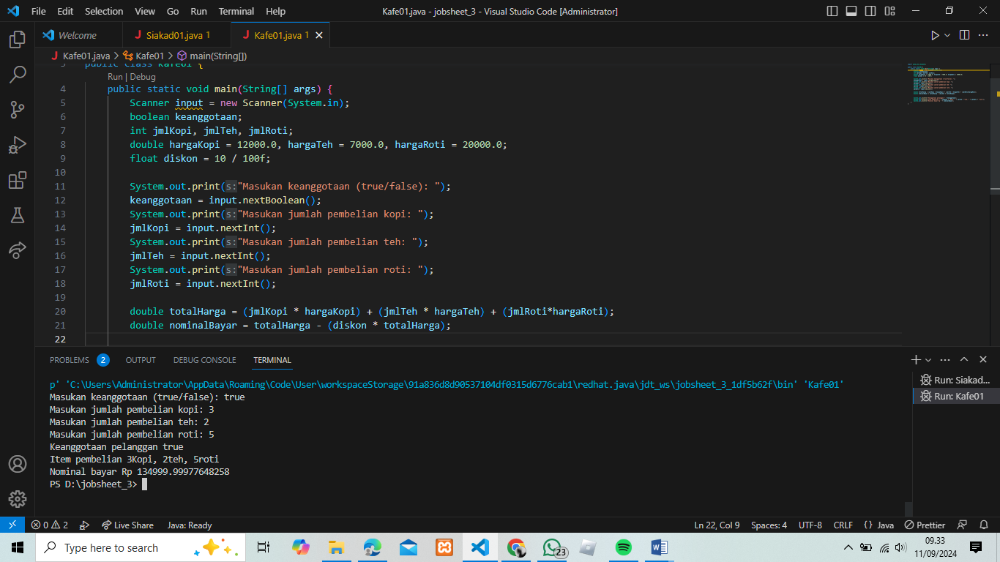 File Edit Selection View Go Run Terminal Help
Kafe01.java - jobsheet_3 - Visual Studio Code [Administrator]
Welcome
J Siakad01.java 1
J Kafe01.java 1
J Kafe01.java > Kafe01 > main(String[])
3 public class Kafe01 {
Run | Debug
4 public static void main(String[] args) {
5 Scanner input = new Scanner(System.in);
6 boolean keanggotaan;
7 int jmlKopi, jmlTeh, jmlRoti;
8 double hargaKopi = 12000.0, hargaTeh = 7000.0, hargaRoti = 20000.0;
9 float diskon = 10 / 100f;
10
11 System.out.print(s:"Masukan keanggotaan (true/false): ");
12 keanggotaan = input.nextBoolean();
13 System.out.print(s:"Masukan jumlah pembelian kopi: ");
14 jmlKopi = input.nextInt();
15 System.out.print(s:"Masukan jumlah pembelian teh: ");
16 jmlTeh = input.nextInt();
17 System.out.print(s:"Masukan jumlah pembelian roti: ");
18 jmlRoti = input.nextInt();
19
20 double totalHarga = (jmlKopi * hargaKopi) + (jmlTeh * hargaTeh) + (jmlRoti*hargaRoti);
21 double nominalBayar = totalHarga - (diskon * totalHarga);
22
PROBLEMS 2 OUTPUT DEBUG CONSOLE TERMINAL
p' 'C:\Users\Administrator\AppData\Roaming\Code\User\workspaceStorage\91a836d8d90537104df0315d6776cab1\redhat.java\jdt_ws\jobsheet_3_1df5b62f\bin' 'Kafe01'
Masukan keanggotaan (true/false): true
Masukan jumlah pembelian kopi: 3
Masukan jumlah pembelian teh: 2
Masukan jumlah pembelian roti: 5
Keanggotaan pelanggan true
Item pembelian 3Kopi, 2teh, 5roti
Nominal bayar Rp 134999.99977648258
PS D:\jobsheet_3>
Run: Siakad...
Run: Kafe01
0 2 Live Share Java: Ready
Ln 22, Col 9 Spaces: 4 UTF-8 CRLF {} Java Prettier
Type here to search
23
09.33
11/09/2024